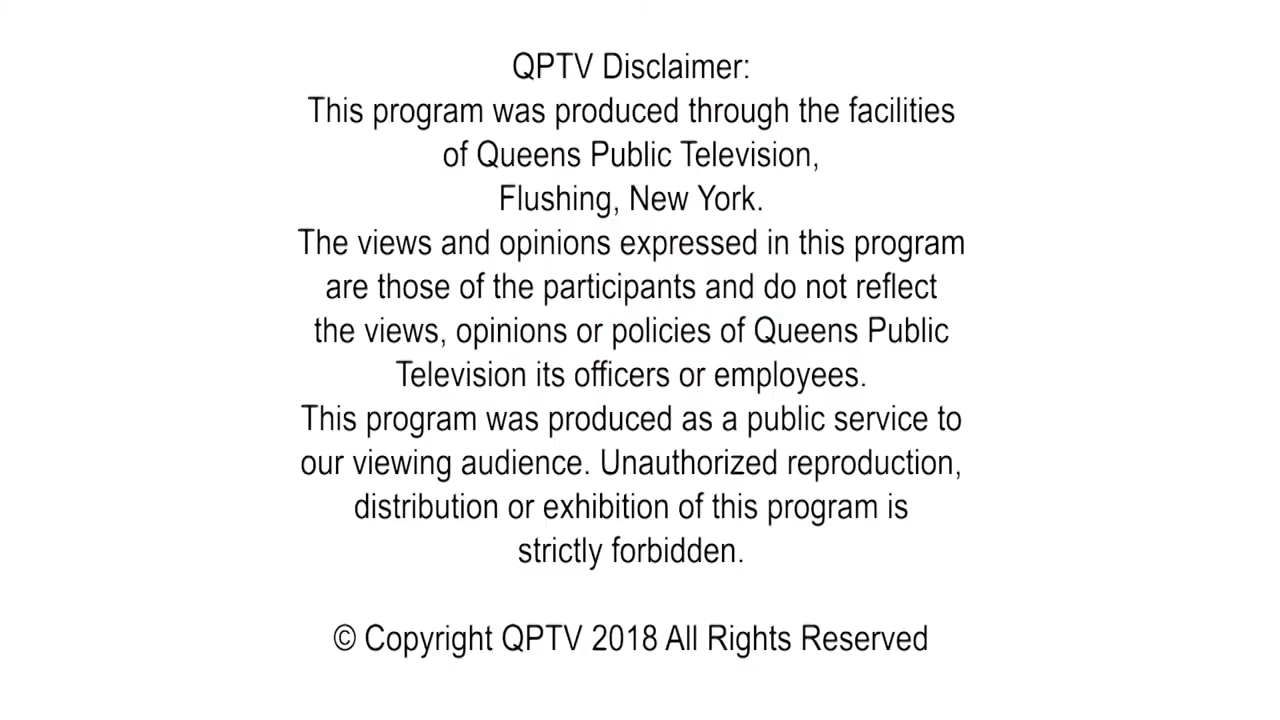 QPTV Disclaimer:
This program was produced through the facilities
of Queens Public Television,
Flushing, New York.
The views and opinions expressed in this program
are those of the participants and do not reflect
the views, opinions or policies of Queens Public
Television its officers or employees.
This program was produced as a public service to
our viewing audience. Unauthorized reproduction,
distribution or exhibition of this program is
strictly forbidden.
© Copyright QPTV 2018 All Rights Reserved